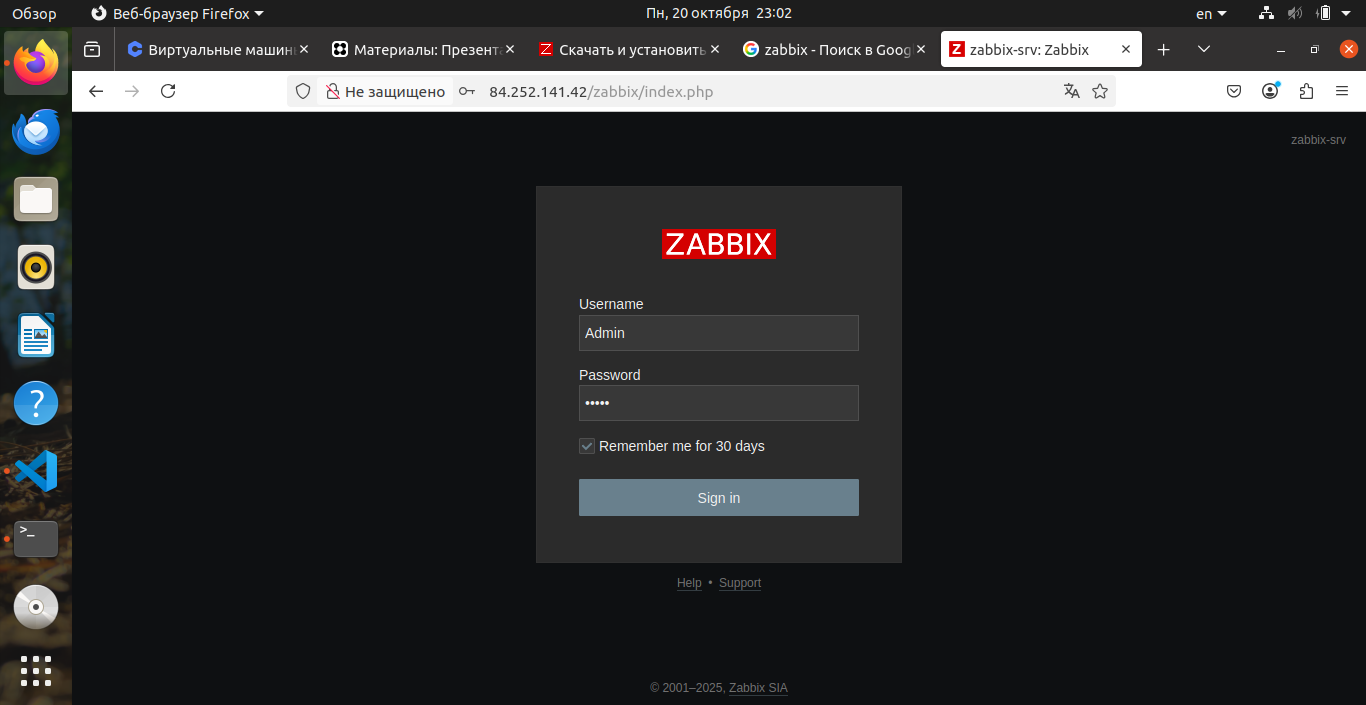 Обзор Веб-браузер Firefox Пн, 20 октября 23:02 en
Виртуальные машин Материалы: Презента Скачать и установить zabbix - Поиск в Goog zabbix-srv: Zabbix
Не защищено 84.252.141.42/zabbix/index.php
zabbix-srv
ZABBIX
Username
Admin
Password
•••••
Remember me for 30 days
Sign in
Help • Support
© 2001–2025, Zabbix SIA